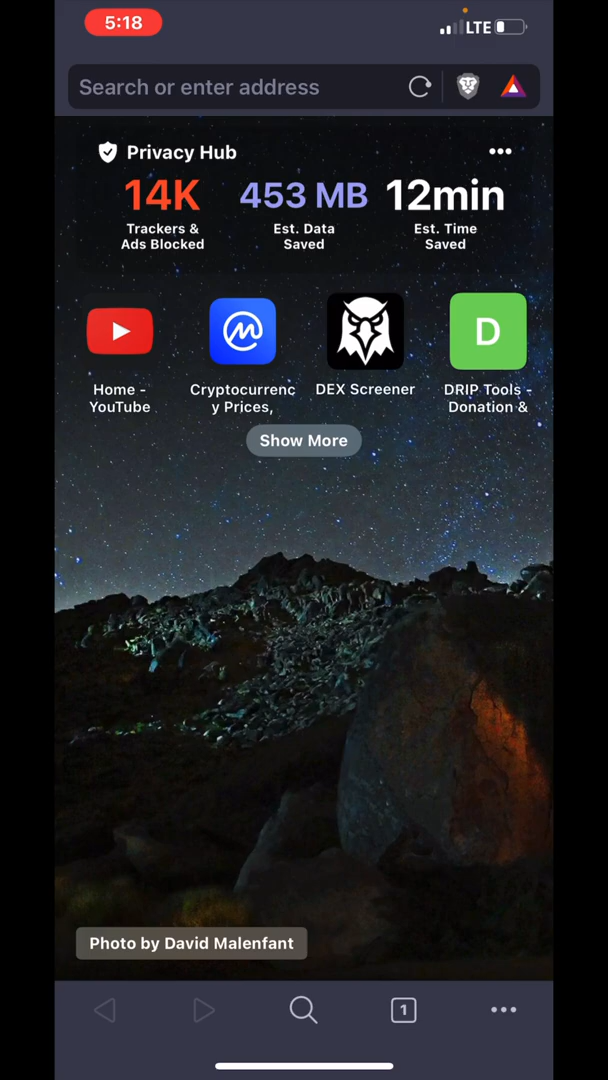 5:18
LTE
Search or enter address
Privacy Hub
14K
453 MB
12min
Trackers &
Ads Blocked
Est. Data
Saved
Est. Time
Saved
D
Home -
YouTube
Cryptocurrenc
y Prices,
DEX Screener
DRIP Tools -
Donation &
Show More
Photo by David Malenfant
1